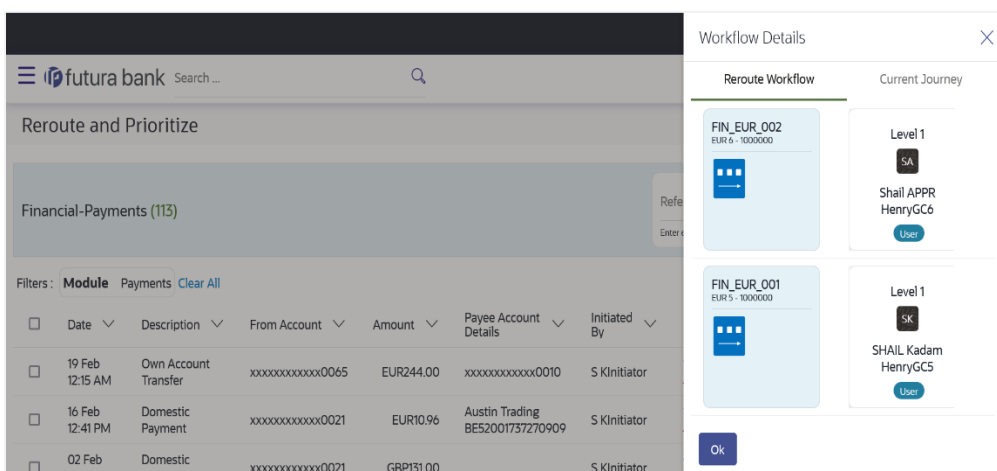 Workflow Details
futura bank Search ...
Reroute Workflow Current Journey
Reroute and Prioritize
FIN_EUR_002
EUR 6 - 1000000
Level 1
SA
Shail APPR
HenryGC6
User
Financial-Payments (113)
Refe
Enter
Filters : Module Payments Clear All
FIN_EUR_001
EUR 5 - 1000000
Level 1
SK
SHAIL Kadam
HenryGC5
User
Date Description From Account Amount Payee Account Details Initiated By
19 Feb 12:15 AM Own Account Transfer xxxxxxxxxxxx0065 EUR244.00 xxxxxxxxxxxx0010 S KInitiator
16 Feb 12:41 PM Domestic Payment xxxxxxxxxxxx0021 EUR10.96 Austin Trading BE52001737270909 S KInitiator
02 Feb Domestic xxxxxxxxxxxx0021 GBP131.00 S KInitiator
Ok